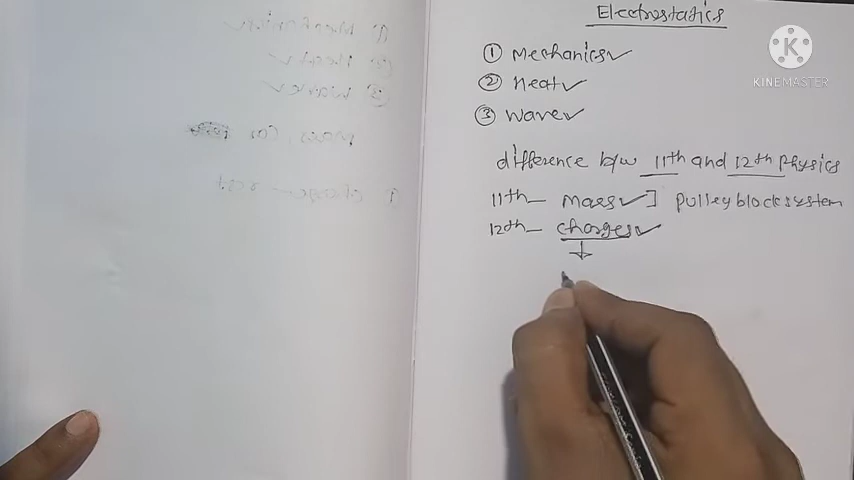 Electrostatics
① Mechanics✓
② Heat✓
③ Wave✓
difference b/w 11th and 12th Physics
11th — mass✓] pulley block system
12th — charges✓
↓
K
KINEMASTER